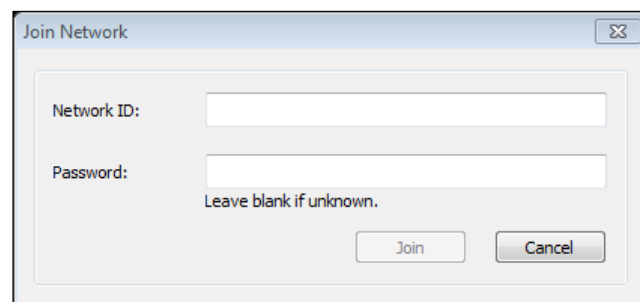 Join Network
Network ID:
Password:
Leave blank if unknown.
Join Cancel